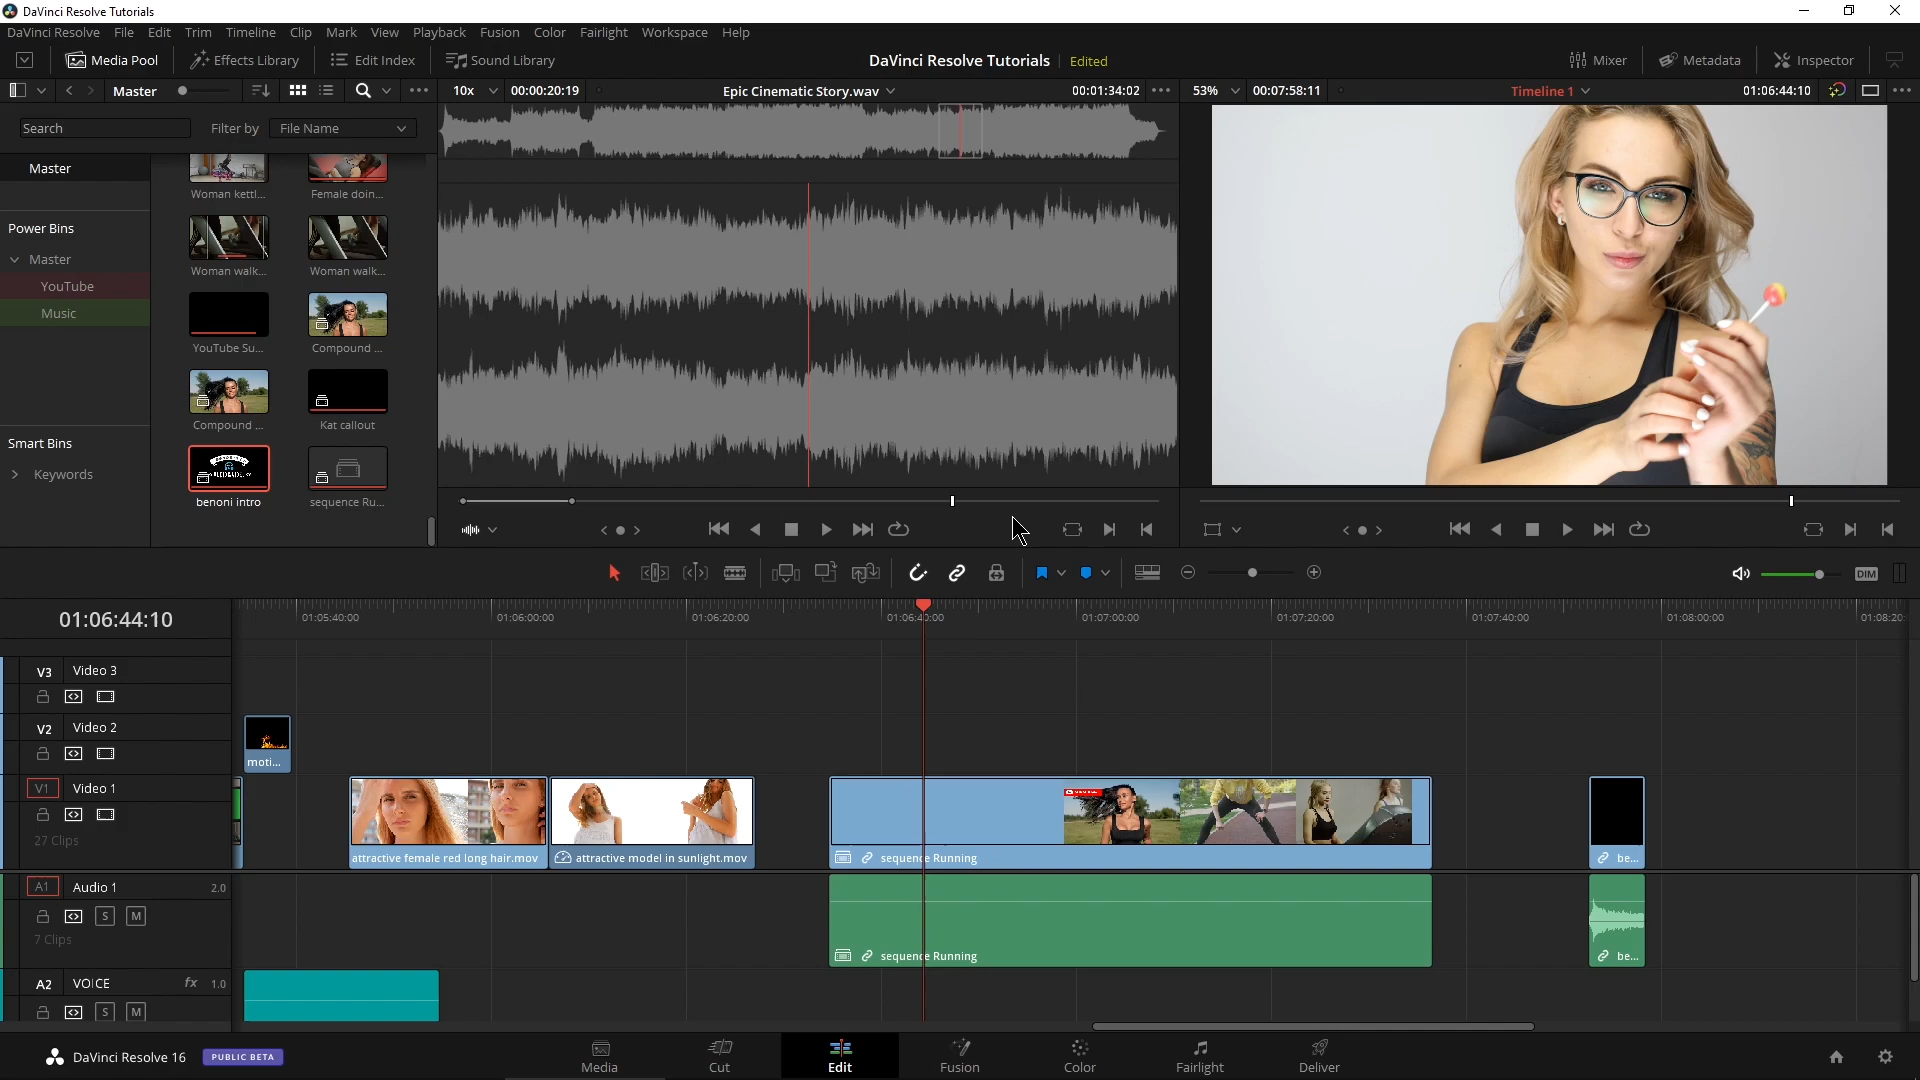 DaVinci Resolve Tutorials
DaVinci Resolve File Edit Trim Timeline Clip Mark View Playback Fusion Color Fairlight Workspace Help
Media Pool Effects Library Edit Index Sound Library DaVinci Resolve Tutorials Edited Mixer Metadata Inspector
Master 10x 00:00:20:19 Epic Cinematic Story.wav 00:01:34:02 53% 00:07:58:11 Timeline 1 01:06:44:10
Search Filter by File Name
Master
Woman kettl... Female doin...
Power Bins
Master
Woman walk... Woman walk...
YouTube
Music
YouTube Su... Compound ...
Compound ... Kat callout
Smart Bins
Keywords
benoni intro sequence Ru...
DIM
01:06:44:10
01:05:40:00 01:06:00:00 01:06:20:00 01:06:40:00 01:07:00:00 01:07:20:00 01:07:40:00 01:08:00:00 01:08:20
V3 Video 3
V2 Video 2
moti...
V1 Video 1
27 Clips
attractive female red long hair.mov attractive model in sunlight.mov sequence Running be...
A1 Audio 1 2.0
S M
7 Clips
sequence Running be...
A2 VOICE fx 1.0
S M
DaVinci Resolve 16 PUBLIC BETA
Media Cut Edit Fusion Color Fairlight Deliver